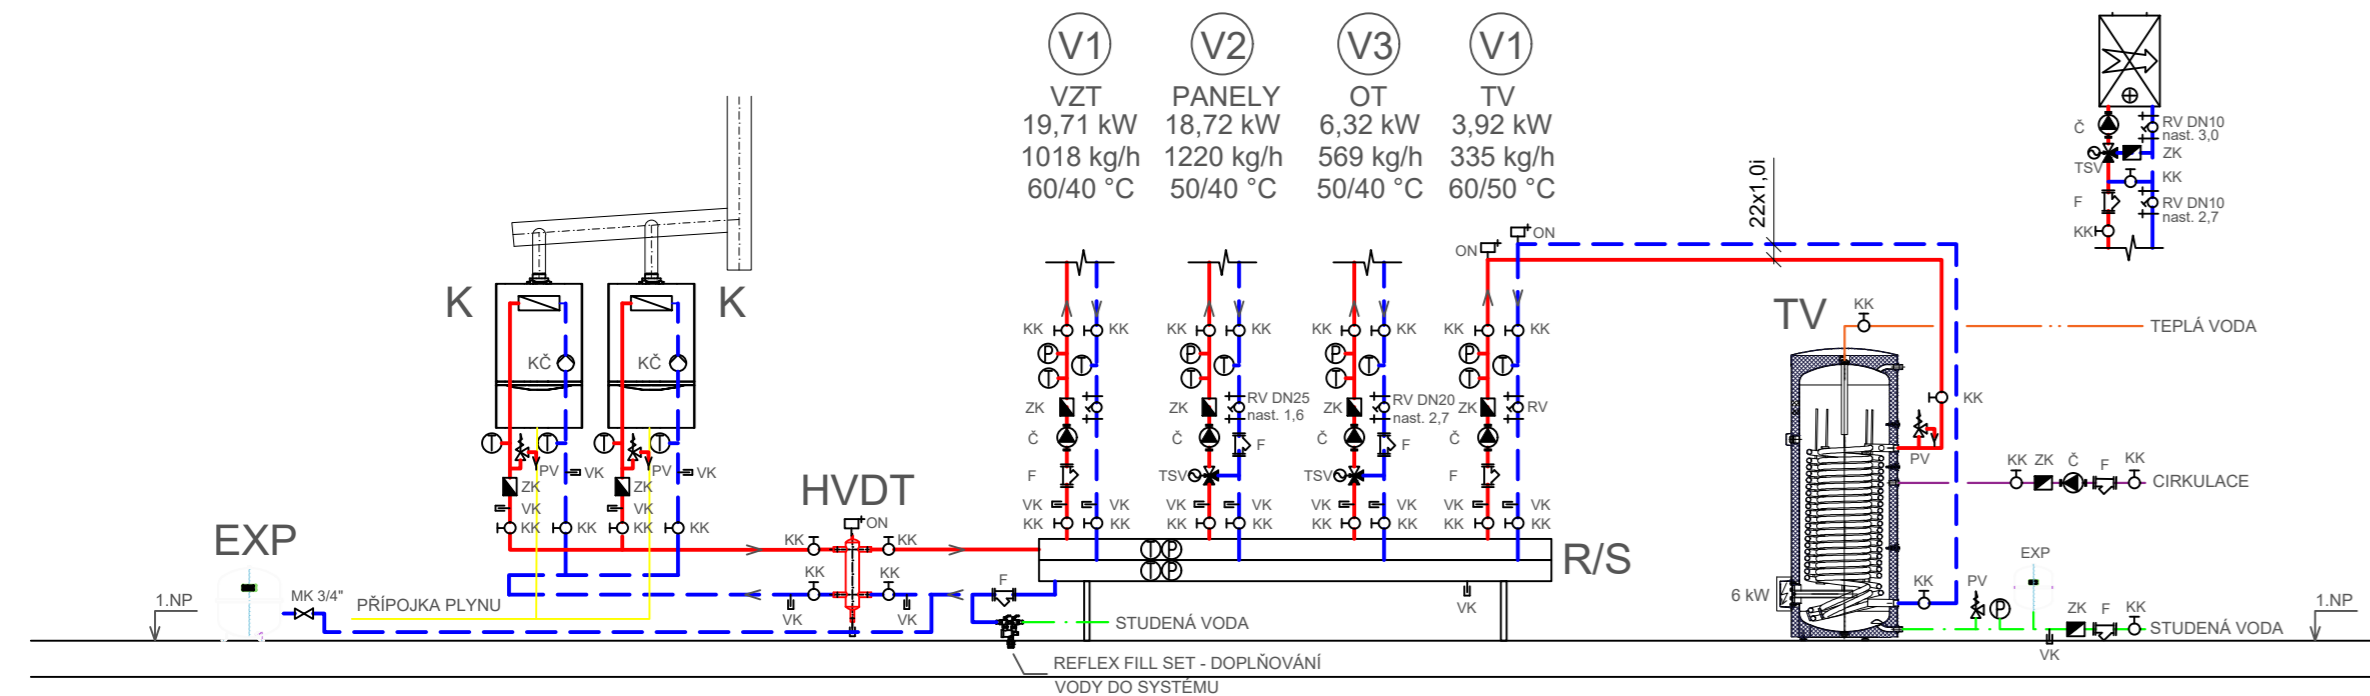 V1
V2
V3
V1
VZT
PANELY
OT
TV
19,71 kW
18,72 kW
6,32 kW
3,92 kW
1018 kg/h
1220 kg/h
569 kg/h
335 kg/h
60/40 °C
50/40 °C
50/40 °C
60/50 °C
Č
RV DN10
nast. 3,0
ZK
TSV
KK
F
RV DN10
nast. 2,7
KK
22x1,0i
ON
ON
K
K
KČ
KČ
TV
KK
TEPLÁ VODA
KK
KK
KK
KK
KK
KK
KK
KK
P
T
T
P
T
T
P
T
T
P
T
T
ZK
ZK
RV DN25
nast. 1,6
ZK
RV DN20
nast. 2,7
ZK
RV
KK
Č
Č
F
Č
F
Č
F
TSV
TSV
F
T
T
T
T
PV
VK
PV
VK
ZK
ZK
VK
VK
KK
KK
KK
KK
HVDT
ON
VK
VK
VK
VK
VK
VK
VK
VK
KK
KK
KK
KK
KK
KK
KK
KK
PV
KK
ZK
Č
F
KK
CIRKULACE
EXP
KK
KK
T
P
T
P
R/S
KK
KK
VK
VK
F
VK
MK 3/4"
PŘÍPOJKA PLYNU
1.NP
STUDENÁ VODA
REFLEX FILL SET - DOPLŇOVÁNÍ
VODY DO SYSTÉMU
6 kW
KK
EXP
PV
P
ZK
F
KK
STUDENÁ VODA
VK
1.NP